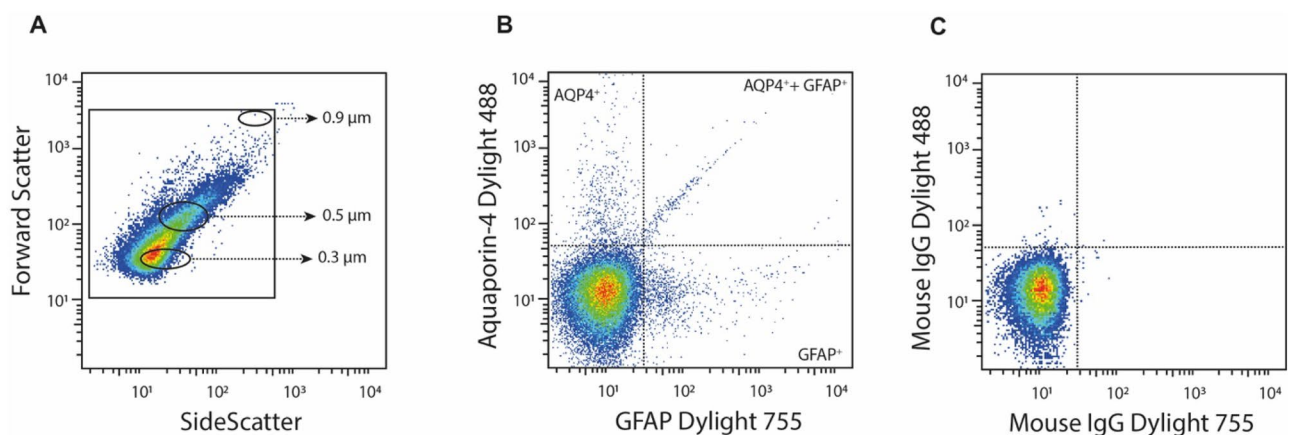 A
10⁴
10³
10²
10¹
Forward Scatter
0.9 µm
0.5 µm
0.3 µm
10¹
10²
10³
10⁴
SideScatter
B
10⁴
10³
10²
10¹
Aquaporin-4 Dylight 488
AQP4⁺
AQP4⁺+ GFAP⁺
GFAP⁺
10¹
10²
10³
10⁴
GFAP Dylight 755
C
10⁴
10³
10²
10¹
Mouse IgG Dylight 488
10¹
10²
10³
10⁴
Mouse IgG Dylight 755